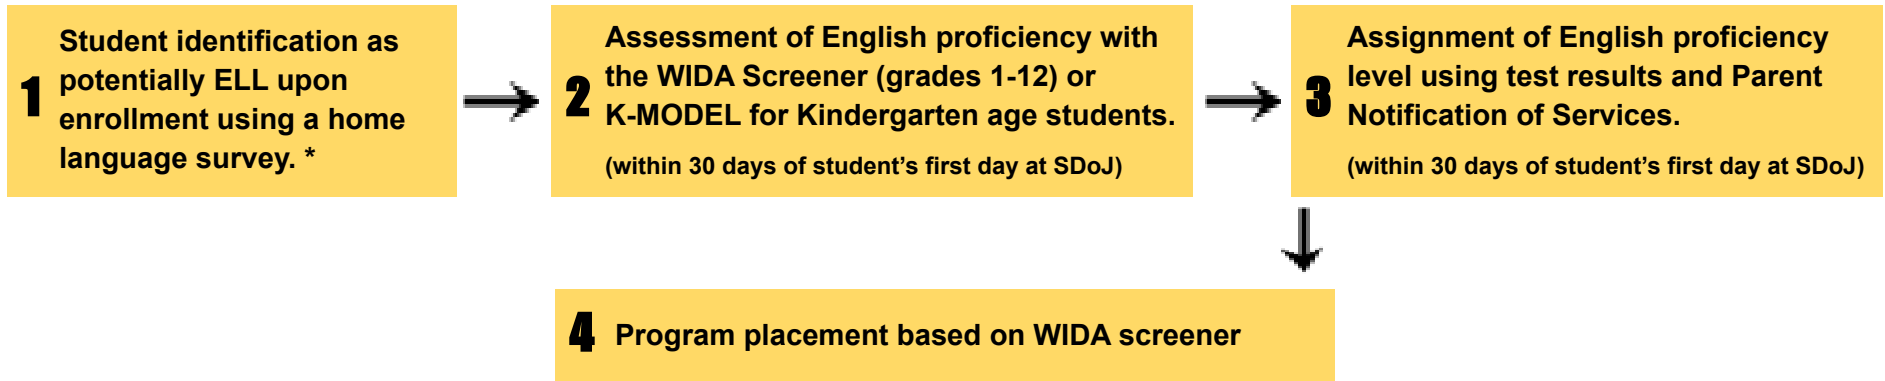 1
Student identification as
potentially ELL upon
enrollment using a home
language survey. *
2
Assessment of English proficiency with
the WIDA Screener (grades 1-12) or
K-MODEL for Kindergarten age students.
(within 30 days of student’s first day at SDoJ)
3
Assignment of English proficiency
level using test results and Parent
Notification of Services.
(within 30 days of student’s first day at SDoJ)
4 Program placement based on WIDA screener